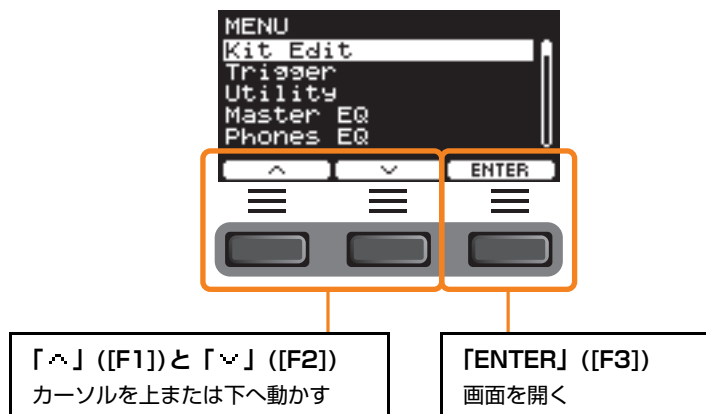 MENU
Kit Edit
Trigger
Utility
Master EQ
Phones EQ
^ ⌄ ENTER
「^」([F1])と「⌄」([F2])
カーソルを上または下へ動かす
「ENTER」([F3])
画面を開く